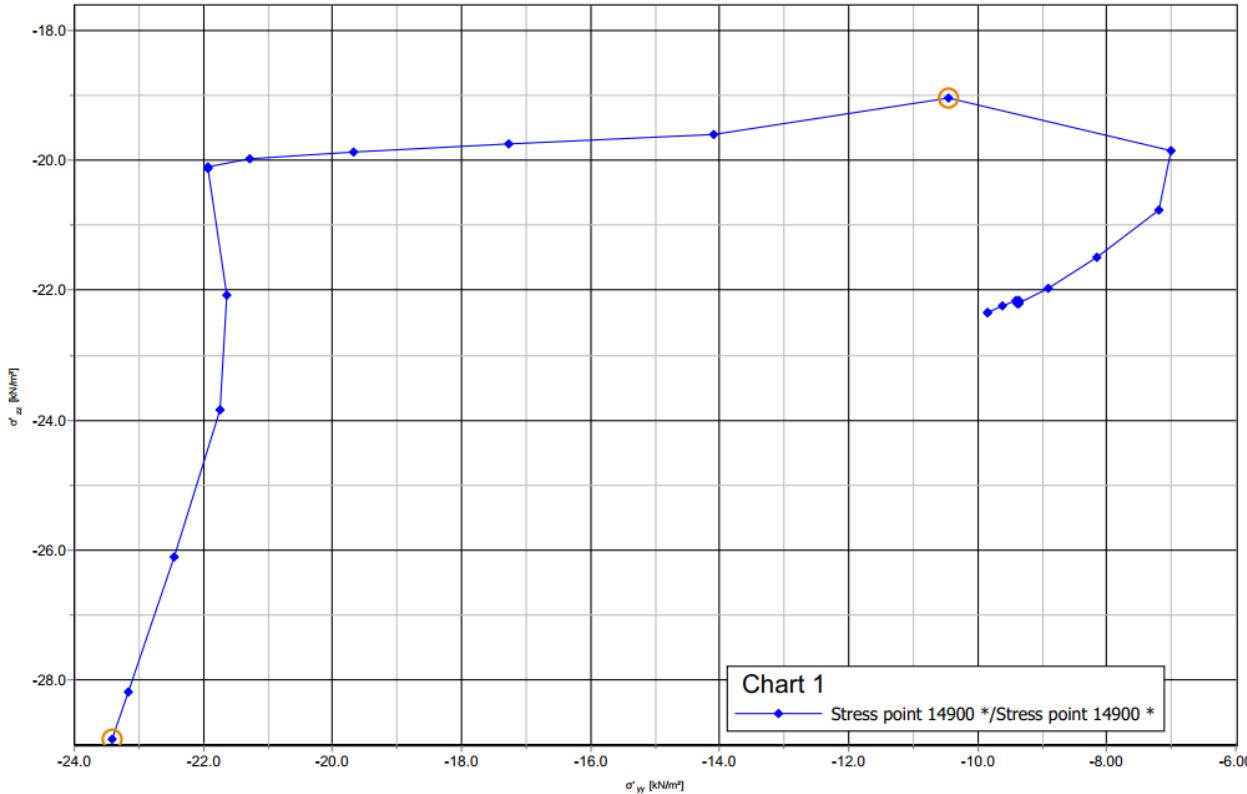 -18.0
-20.0
-22.0
-24.0
-26.0
-28.0
σ' zz [kN/m²]
Chart 1
Stress point 14900 */Stress point 14900 *
-24.0 -22.0 -20.0 -18.0 -16.0 -14.0 -12.0 -10.0 -8.00 -6.00
σ' yy [kN/m²]